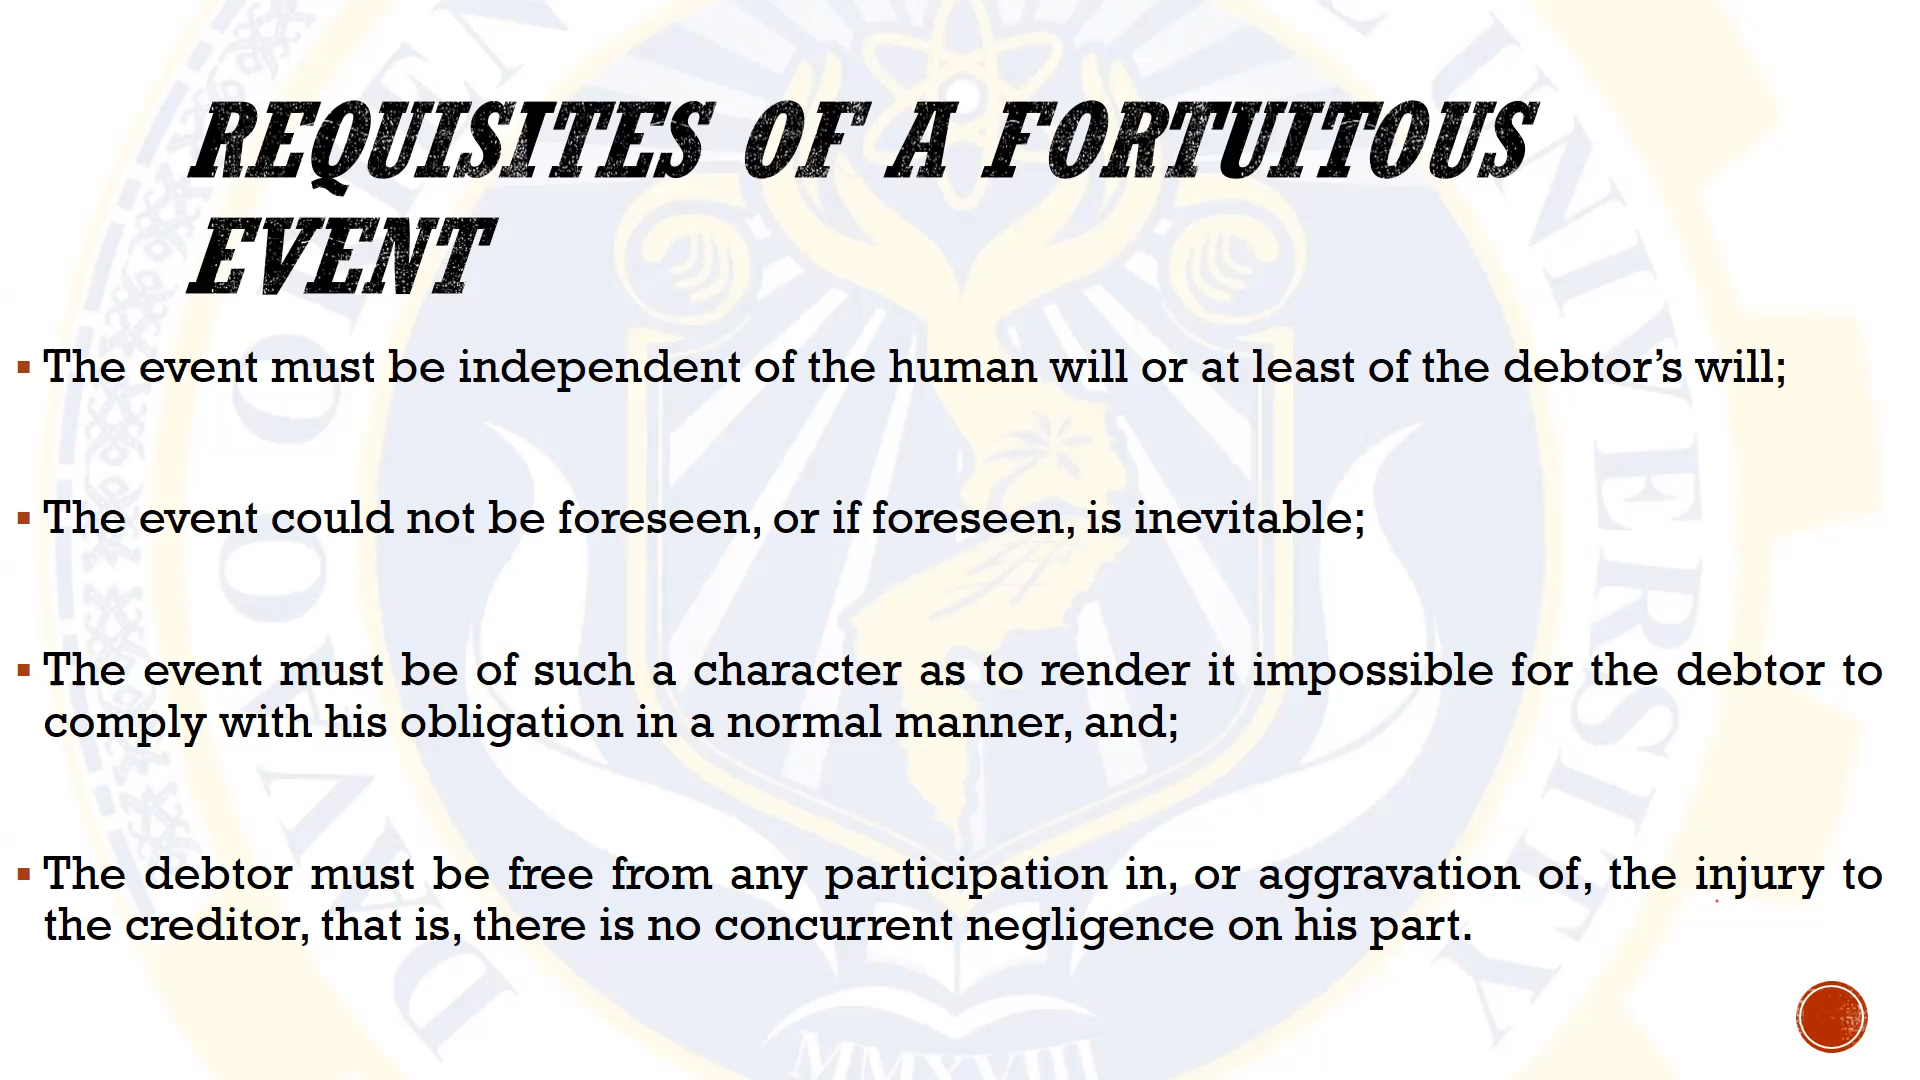 REQUISITES OF A FORTUITOUS
EVENT
▪ The event must be independent of the human will or at least of the debtor’s will;
▪ The event could not be foreseen, or if foreseen, is inevitable;
▪ The event must be of such a character as to render it impossible for the debtor to
comply with his obligation in a normal manner, and;
▪ The debtor must be free from any participation in, or aggravation of, the injury to
the creditor, that is, there is no concurrent negligence on his part.
DAVAO ORIEN
E UNIVERSITY
MMXVIII